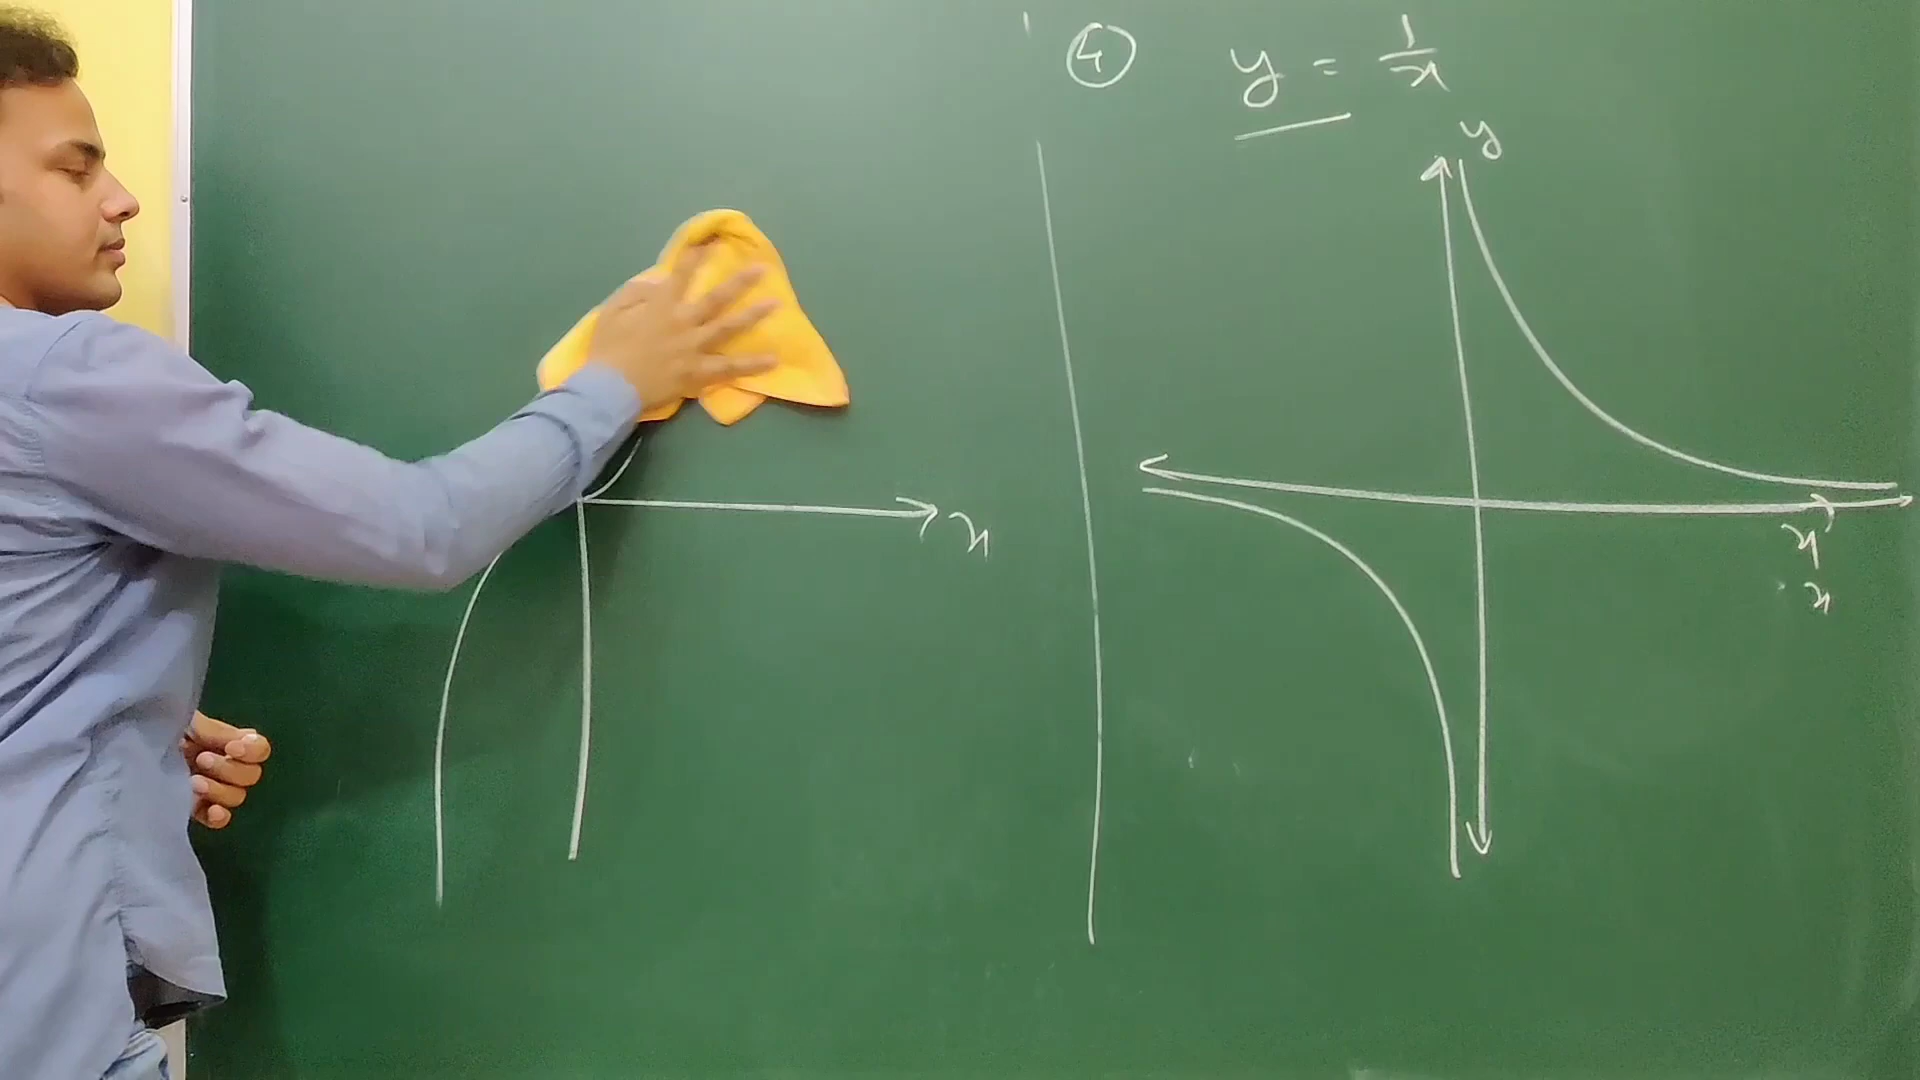 ④ y = 1/x
y
x
x
x